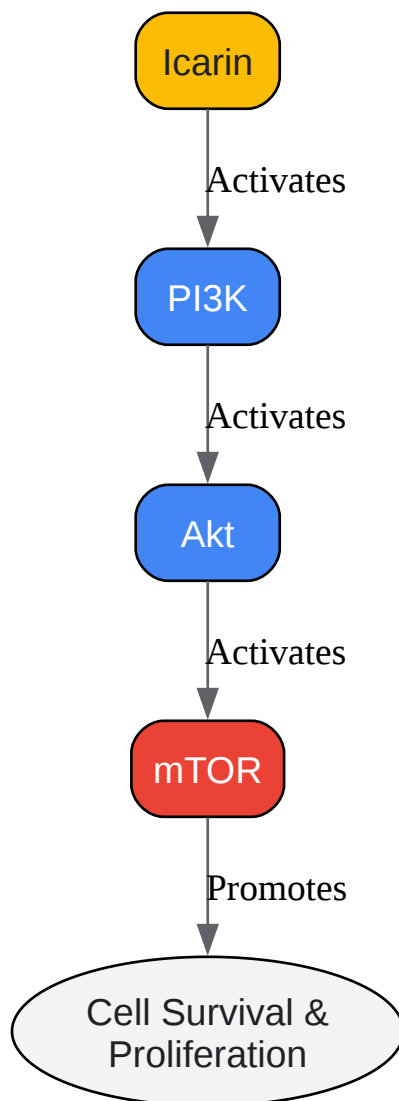 Icarin
Activates
PI3K
Activates
Akt
Activates
mTOR
Promotes
Cell Survival &
Proliferation